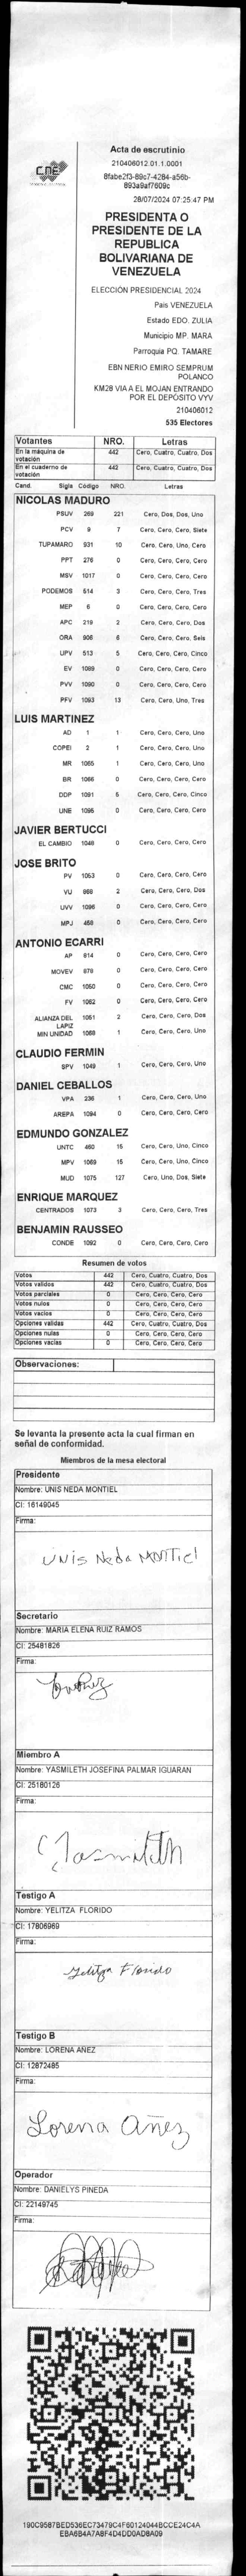 CNE
Acta de escrutinio
210406012.01.1.0001
8fabe2f3-89c7-4284-a56b-
893a9af7609c
28/07/2024 07:25:47 PM
PRESIDENTA O
PRESIDENTE DE LA
REPUBLICA
BOLIVARIANA DE
VENEZUELA
ELECCIÓN PRESIDENCIAL 2024
Pais VENEZUELA
Estado EDO. ZULIA
Municipio MP. MARA
Parroquia PQ. TAMARE
EBN NERIO EMIRO SEMPRUM
POLANCO
KM28 VIA A EL MOJAN ENTRANDO
POR EL DEPÓSITO VYV
210406012
535 Electores
Votantes NRO. Letras
En la máquina de votación 442 Cero, Cuatro, Cuatro, Dos
En el cuaderno de votación 442 Cero, Cuatro, Cuatro, Dos
Cand. Sigla Código NRO. Letras
NICOLAS MADURO
PSUV 269 221 Cero, Dos, Dos, Uno
PCV 9 7 Cero, Cero, Cero, Siete
TUPAMARO 931 10 Cero, Cero, Uno, Cero
PPT 276 0 Cero, Cero, Cero, Cero
MSV 1017 0 Cero, Cero, Cero, Cero
PODEMOS 514 3 Cero, Cero, Cero, Tres
MEP 6 0 Cero, Cero, Cero, Cero
APC 219 2 Cero, Cero, Cero, Dos
ORA 906 6 Cero, Cero, Cero, Seis
UPV 513 5 Cero, Cero, Cero, Cinco
EV 1089 0 Cero, Cero, Cero, Cero
PVV 1090 0 Cero, Cero, Cero, Cero
PFV 1093 13 Cero, Cero, Uno, Tres
LUIS MARTINEZ
AD 1 1 Cero, Cero, Cero, Uno
COPEI 2 1 Cero, Cero, Cero, Uno
MR 1065 1 Cero, Cero, Cero, Uno
BR 1066 0 Cero, Cero, Cero, Cero
DDP 1091 5 Cero, Cero, Cero, Cinco
UNE 1095 0 Cero, Cero, Cero, Cero
JAVIER BERTUCCI
EL CAMBIO 1048 0 Cero, Cero, Cero, Cero
JOSE BRITO
PV 1053 0 Cero, Cero, Cero, Cero
VU 868 2 Cero, Cero, Cero, Dos
UVV 1096 0 Cero, Cero, Cero, Cero
MPJ 458 0 Cero, Cero, Cero, Cero
ANTONIO ECARRI
AP 814 0 Cero, Cero, Cero, Cero
MOVEV 979 0 Cero, Cero, Cero, Cero
CMC 1050 0 Cero, Cero, Cero, Cero
FV 1052 0 Cero, Cero, Cero, Cero
ALIANZA DEL LAPIZ 1051 2 Cero, Cero, Cero, Dos
MIN UNIDAD 1068 1 Cero, Cero, Cero, Uno
CLAUDIO FERMIN
SPV 1049 1 Cero, Cero, Cero, Uno
DANIEL CEBALLOS
VPA 236 1 Cero, Cero, Cero, Uno
AREPA 1094 0 Cero, Cero, Cero, Cero
EDMUNDO GONZALEZ
UNTC 460 15 Cero, Cero, Uno, Cinco
MPV 1069 15 Cero, Cero, Uno, Cinco
MUD 1075 127 Cero, Uno, Dos, Siete
ENRIQUE MARQUEZ
CENTRADOS 1073 3 Cero, Cero, Cero, Tres
BENJAMIN RAUSSEO
CONDE 1092 0 Cero, Cero, Cero, Cero
Resumen de votos
Votos 442 Cero, Cuatro, Cuatro, Dos
Votos validos 442 Cero, Cuatro, Cuatro, Dos
Votos parciales 0 Cero, Cero, Cero, Cero
Votos nulos 0 Cero, Cero, Cero, Cero
Votos vacíos 0 Cero, Cero, Cero, Cero
Opciones validas 442 Cero, Cuatro, Cuatro, Dos
Opciones nulas 0 Cero, Cero, Cero, Cero
Opciones vacías 0 Cero, Cero, Cero, Cero
Observaciones:
Se levanta la presente acta la cual firman en
señal de conformidad.
Miembros de la mesa electoral
Presidente
Nombre: UNIS NEDA MONTIEL
CI: 16149045
Firma:
UNis Neda MONTiel
Secretario
Nombre: MARIA ELENA RUIZ RAMOS
CI: 25481826
Firma:
Miembro A
Nombre: YASMILETH JOSEFINA PALMAR IGUARAN
CI: 25180126
Firma:
Yasmileth
Testigo A
Nombre: YELITZA FLORIDO
CI: 17806969
Firma:
Yelitza Florido
Testigo B
Nombre: LORENA AÑEZ
CI: 12872485
Firma:
Lorena Añez
Operador
Nombre: DANIELYS PINEDA
CI: 22149745
Firma:
190C9587BED536EC73479C4F60124044BCCE24C4A
EBA6B4A7A8F4D4DD0AD8A09